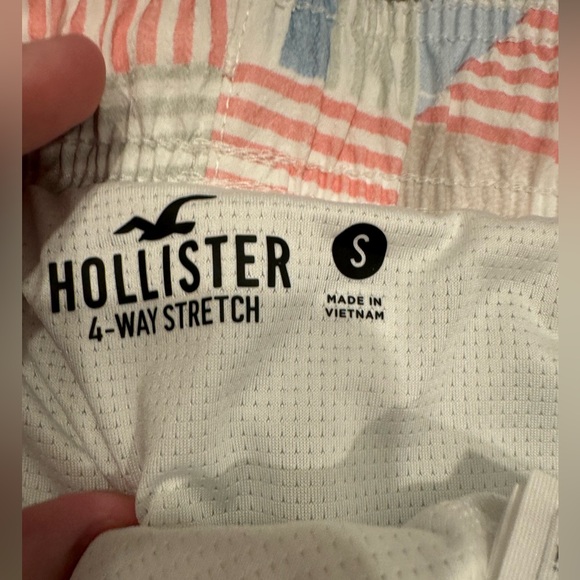 HOLLISTER
4-WAY STRETCH
S
MADE IN
VIETNAM